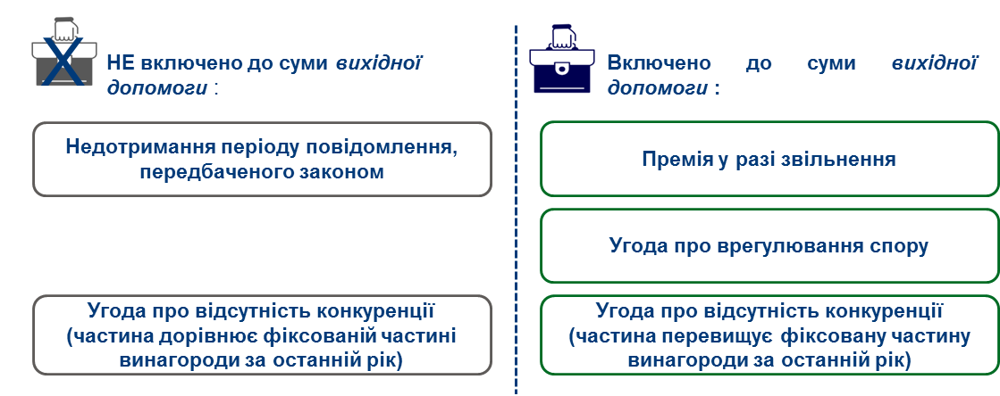 НЕ включено до суми вихідної
допомоги :
Недотримання періоду повідомлення,
передбаченого законом
Угода про відсутність конкуренції
(частина дорівнює фіксованій частині
винагороди за останній рік)
Включено до суми вихідної
допомоги :
Премія у разі звільнення
Угода про врегулювання спору
Угода про відсутність конкуренції
(частина перевищує фіксовану частину
винагороди за останній рік)